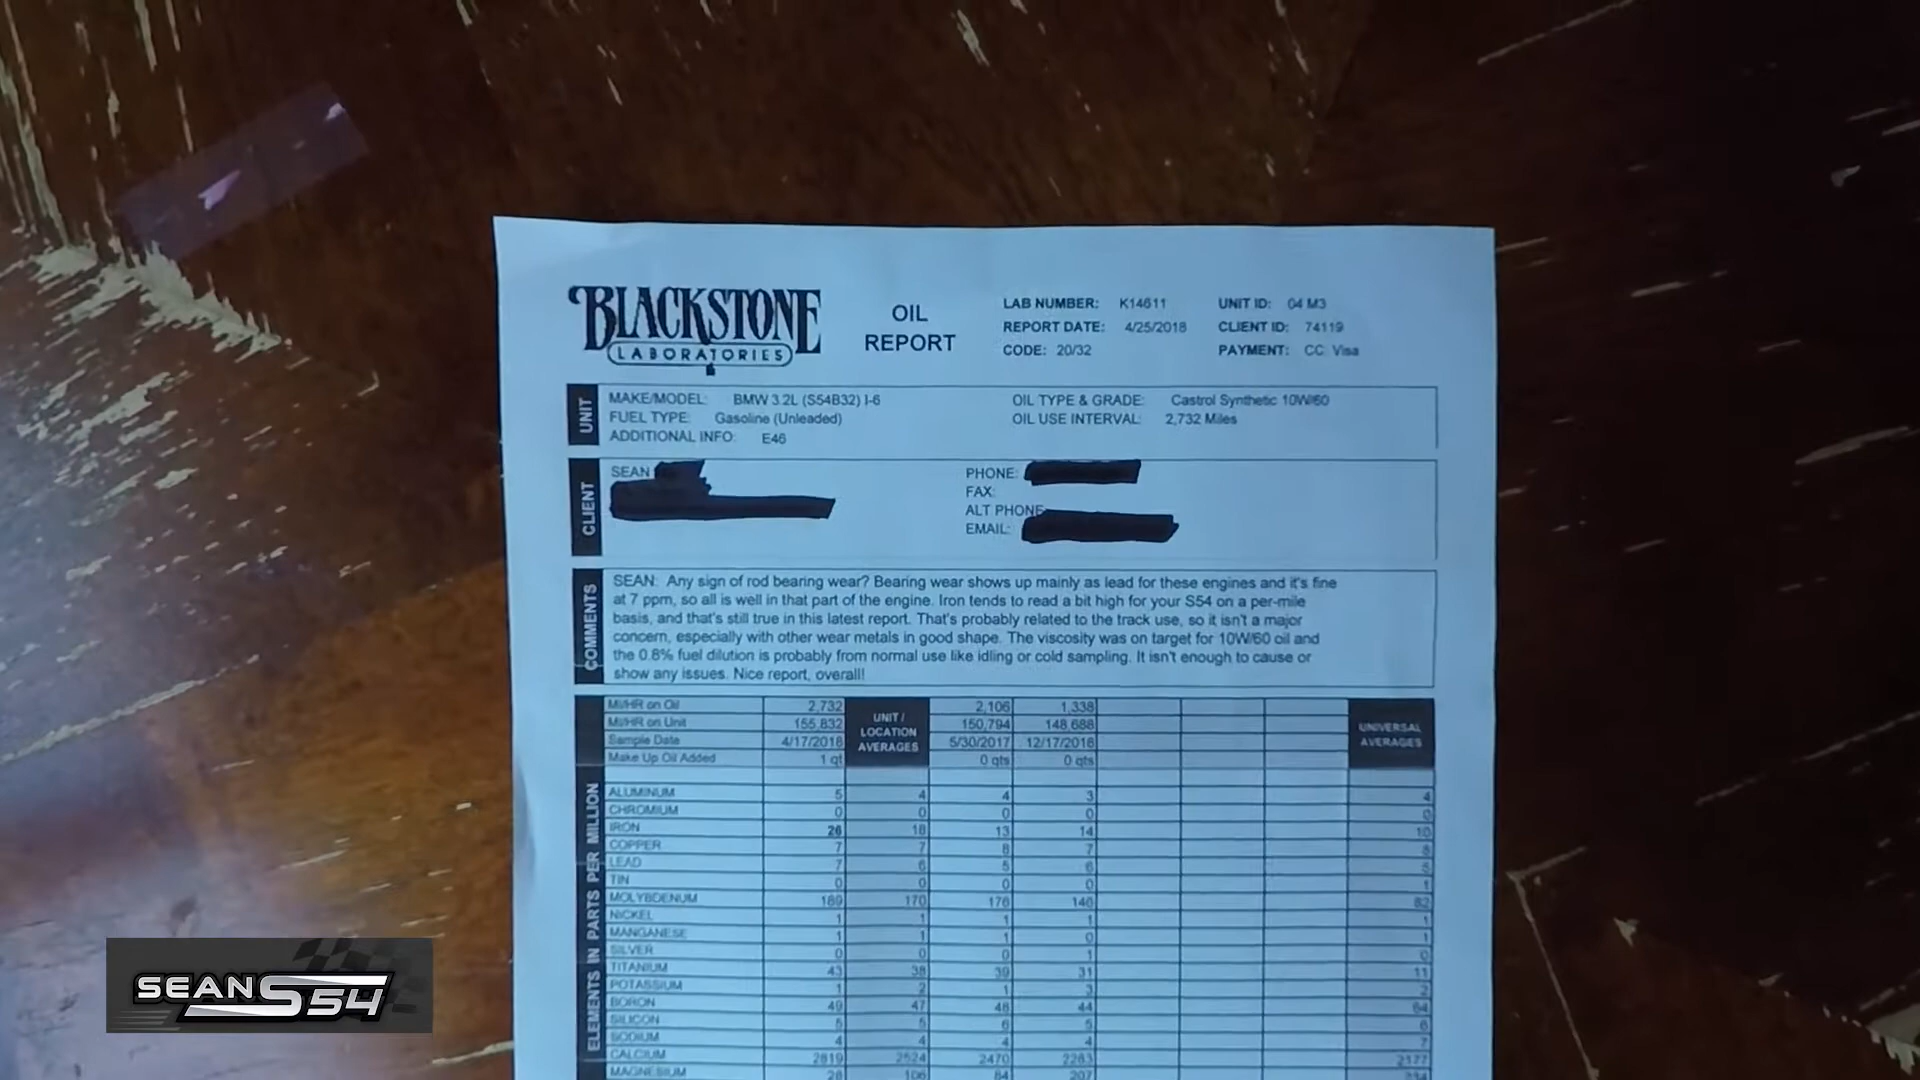 BLACKSTONE
LABORATORIES
OIL
REPORT
LAB NUMBER: K14611
REPORT DATE: 4/25/2018
CODE: 20/32
UNIT ID: 04 M3
CLIENT ID: 74119
PAYMENT: CC: Visa
UNIT
MAKE/MODEL: BMW 3.2L (S54B32) I-6
FUEL TYPE: Gasoline (Unleaded)
ADDITIONAL INFO: E46
OIL TYPE & GRADE: Castrol Synthetic 10W/60
OIL USE INTERVAL: 2,732 Miles
CLIENT
SEAN
PHONE:
FAX:
ALT PHONE
EMAIL:
COMMENTS
SEAN: Any sign of rod bearing wear? Bearing wear shows up mainly as lead for these engines and it's fine
at 7 ppm, so all is well in that part of the engine. Iron tends to read a bit high for your S54 on a per-mile
basis, and that's still true in this latest report. That's probably related to the track use, so it isn't a major
concern, especially with other wear metals in good shape. The viscosity was on target for 10W/60 oil and
the 0.8% fuel dilution is probably from normal use like idling or cold sampling. It isn't enough to cause or
show any issues. Nice report, overall!
MI/HR on Oil 2,732 2,106 1,338
MI/HR on Unit 155,832 150,794 148,688
Sample Date 4/17/2018 5/30/2017 12/17/2016
Make Up Oil Added 1 qt 0 qts 0 qts
UNIT /
LOCATION
AVERAGES
UNIVERSAL
AVERAGES
ELEMENTS IN PARTS PER MILLION
ALUMINUM 5 4 4 3 4
CHROMIUM 0 0 0 0 0
IRON 26 18 13 14 10
COPPER 7 7 8 7
LEAD 7 6 5 6 5
TIN 0 0 0 0 1
MOLYBDENUM 189 170 176 146 82
NICKEL 1 1 1 1 1
MANGANESE 1 1 1 0 1
SILVER 0 0 0 1 0
TITANIUM 43 38 39 31 11
POTASSIUM 1 2 1 3 2
BORON 49 47 48 44 64
SILICON 5 6 5 6
SODIUM 4 4 4 4 7
CALCIUM 2819 2524 2470 2283 2177
MAGNESIUM 28 106 84 207
SEANS54